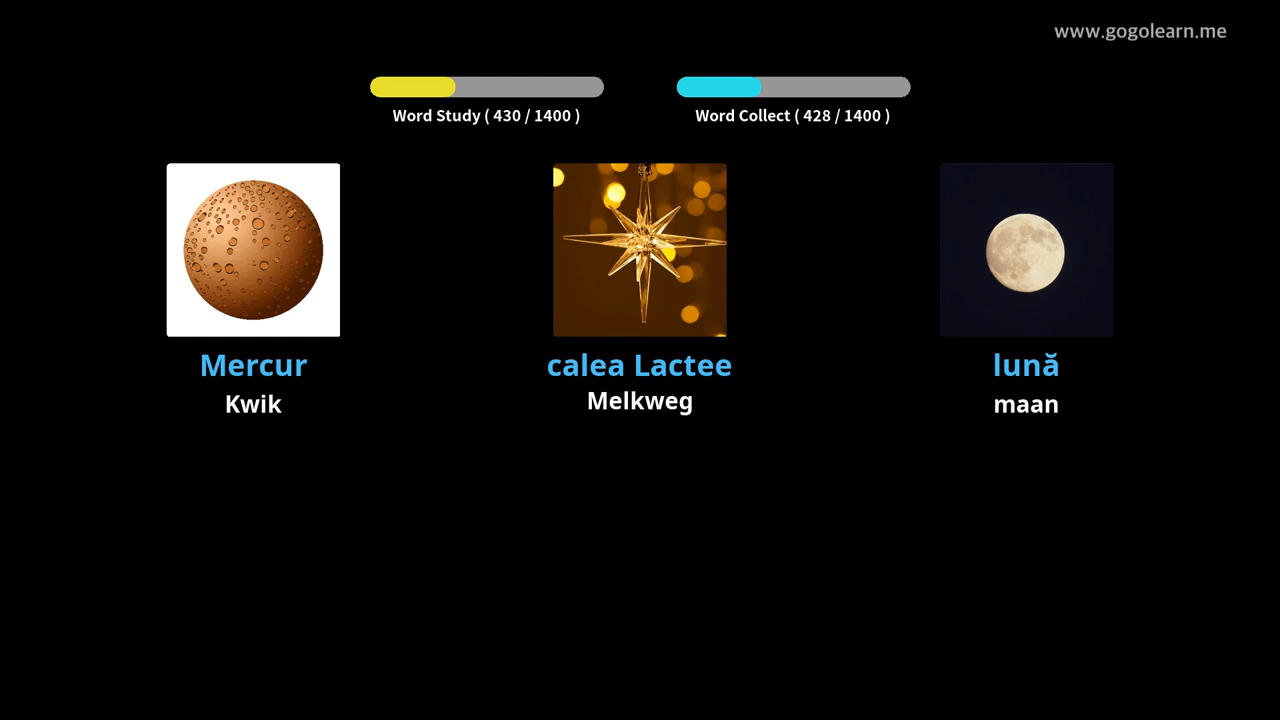 www.gogolearn.me
Word Study ( 430 / 1400 )
Word Collect ( 428 / 1400 )
Mercur
Kwik
calea Lactee
Melkweg
lună
maan